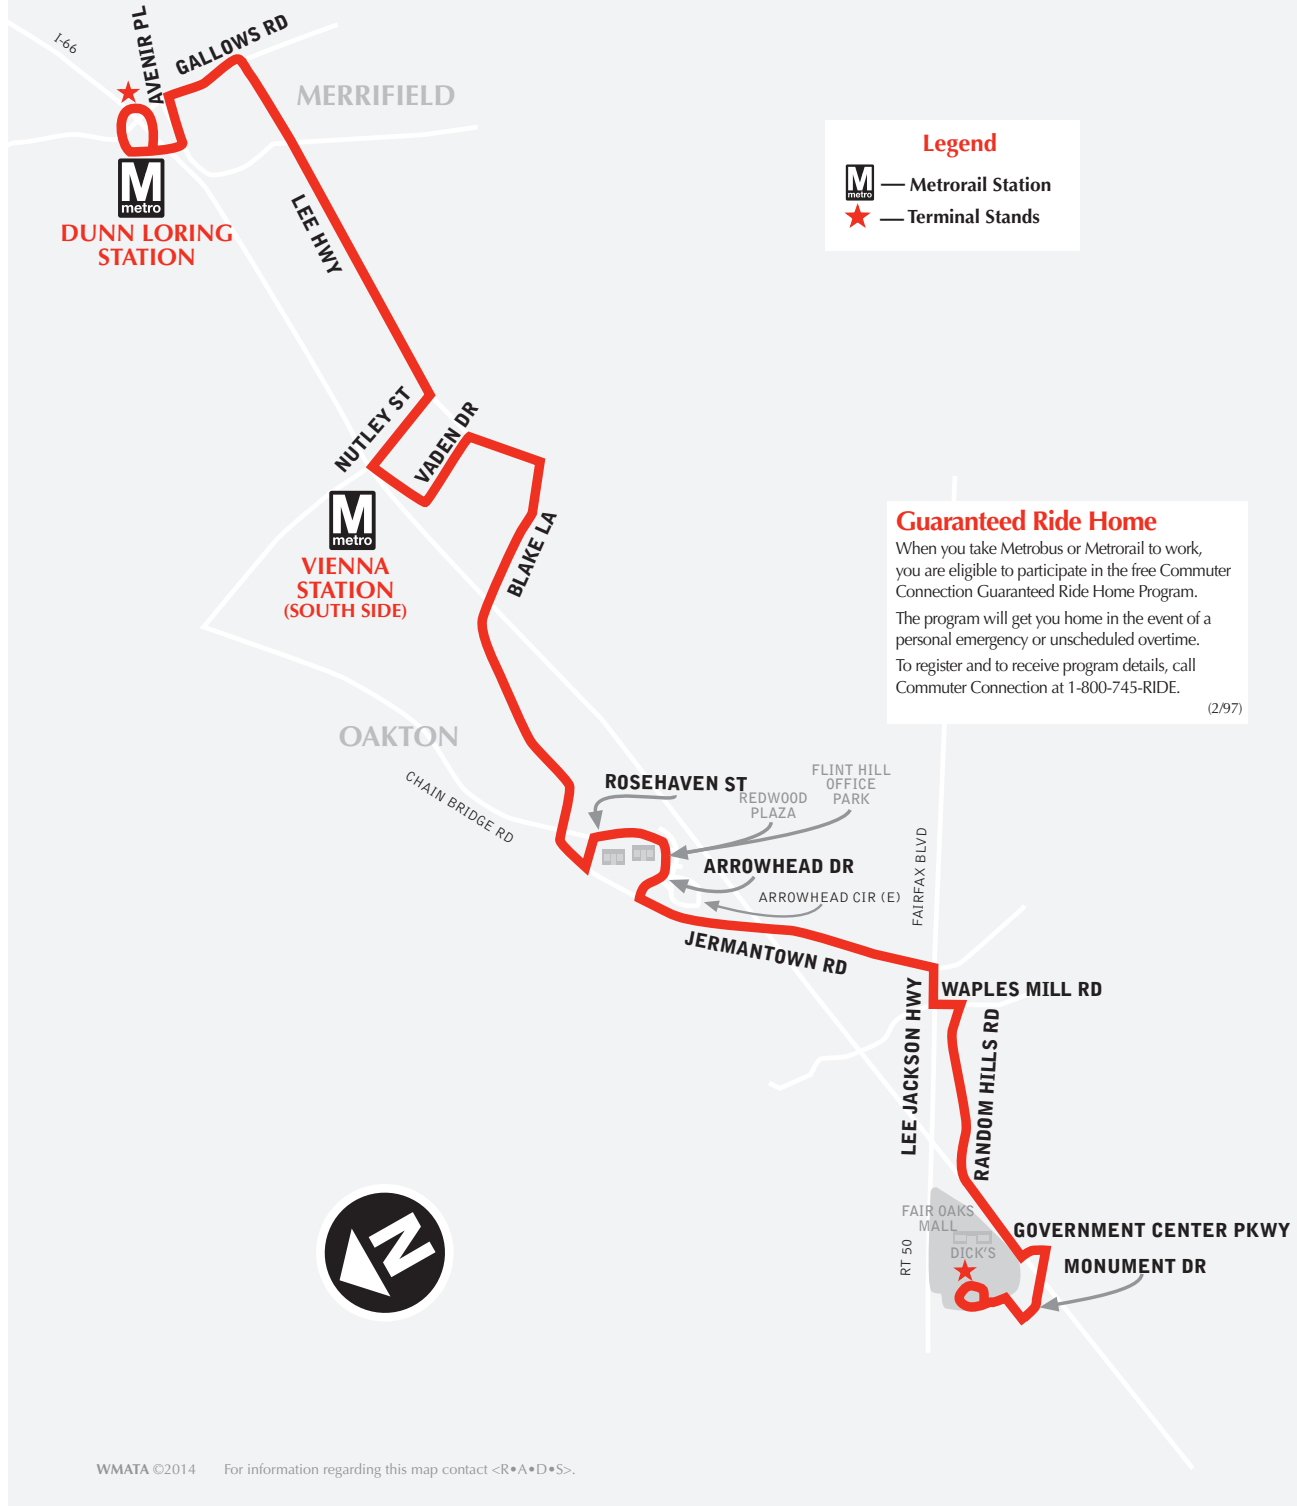 I-66
AVENIR PL
GALLOWS RD
MERRIFIELD
M
metro
DUNN LORING
STATION
LEE HWY
Legend
M
metro
— Metrorail Station
— Terminal Stands
NUTLEY ST
VADEN DR
M
metro
VIENNA
STATION
(SOUTH SIDE)
BLAKE LA
Guaranteed Ride Home
When you take Metrobus or Metrorail to work,
you are eligible to participate in the free Commuter
Connection Guaranteed Ride Home Program.
The program will get you home in the event of a
personal emergency or unscheduled overtime.
To register and to receive program details, call
Commuter Connection at 1-800-745-RIDE.
(2/97)
OAKTON
CHAIN BRIDGE RD
ROSEHAVEN ST
REDWOOD
PLAZA
FLINT HILL
OFFICE
PARK
ARROWHEAD DR
ARROWHEAD CIR (E)
FAIRFAX BLVD
JERMANTOWN RD
LEE JACKSON HWY
WAPLES MILL RD
RANDOM HILLS RD
FAIR OAKS
MALL
DICK'S
RT 50
GOVERNMENT CENTER PKWY
MONUMENT DR
N
WMATA ©2014 For information regarding this map contact <R•A•D•S>.